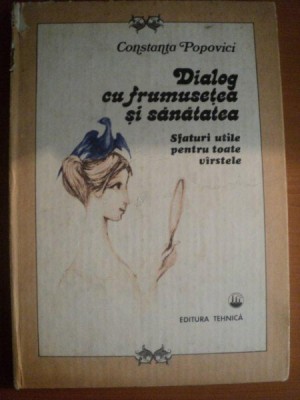 Constanța Popovici
Dialog
cu frumusețea
și sănătatea
Sfaturi utile
pentru toate
vîrstele
EDITURA TEHNICĂ